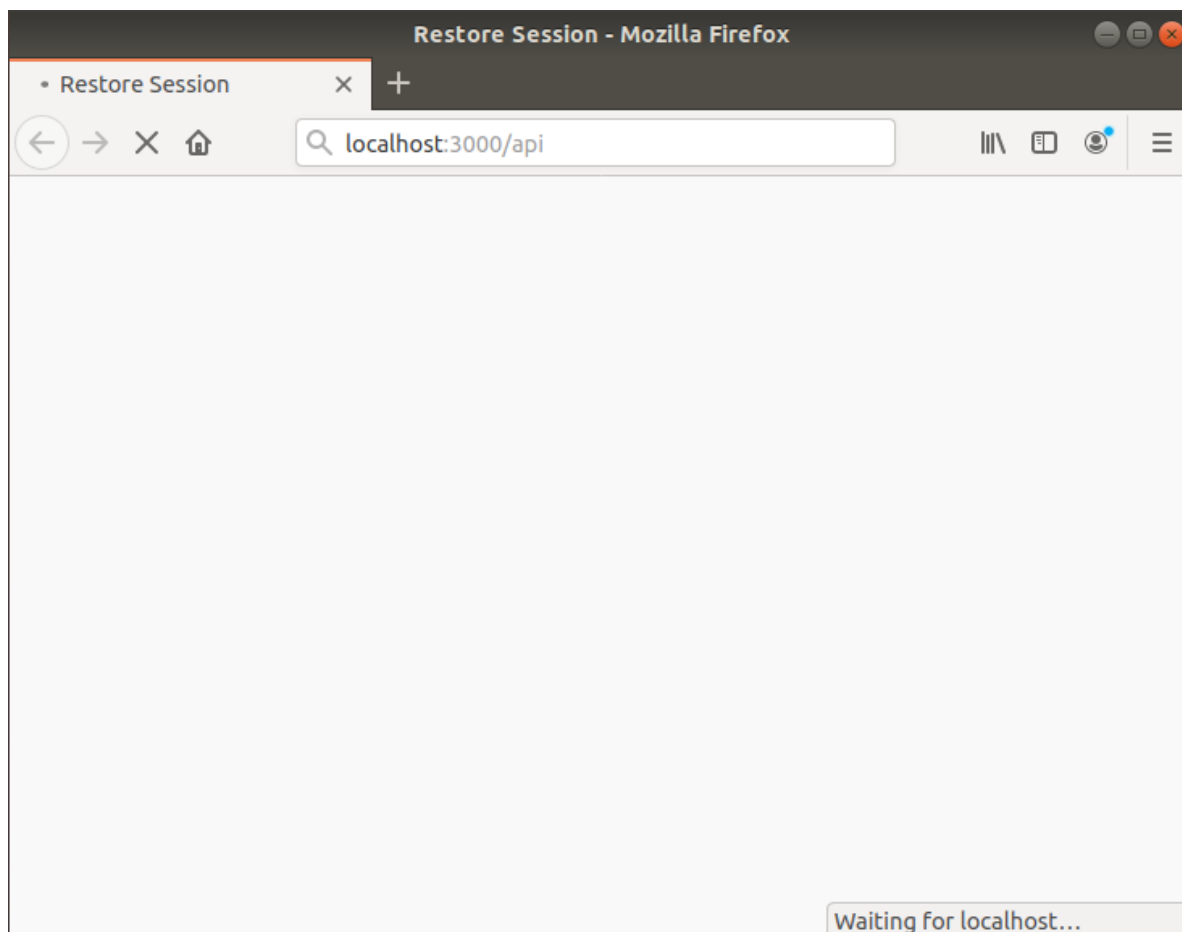 Restore Session - Mozilla Firefox
• Restore Session
localhost:3000/api
Waiting for localhost…